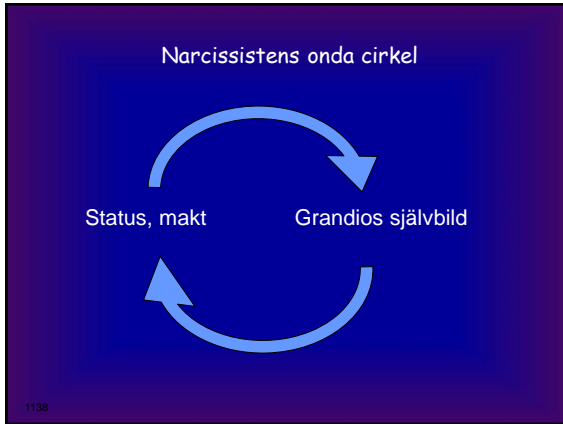 Narcissistens onda cirkel
Status, makt Grandios självbild
1138